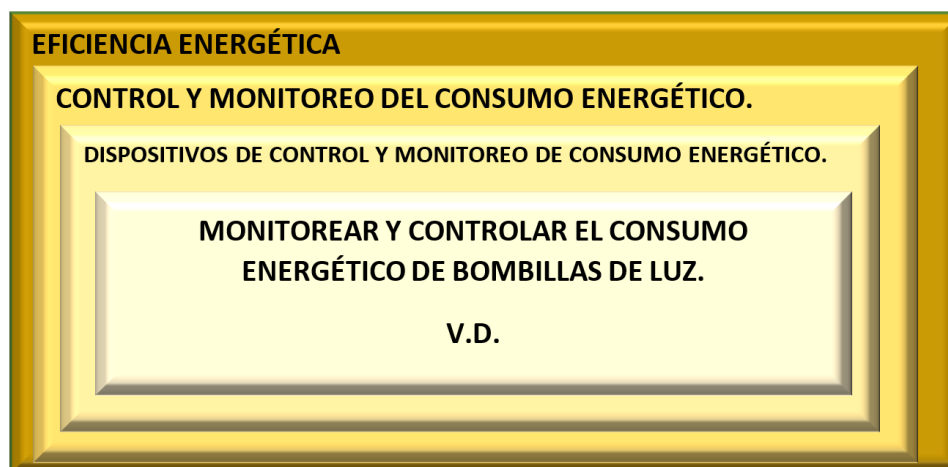 EFICIENCIA ENERGÉTICA
CONTROL Y MONITOREO DEL CONSUMO ENERGÉTICO.
DISPOSITIVOS DE CONTROL Y MONITOREO DE CONSUMO ENERGÉTICO.
MONITOREAR Y CONTROLAR EL CONSUMO
ENERGÉTICO DE BOMBILLAS DE LUZ.
V.D.